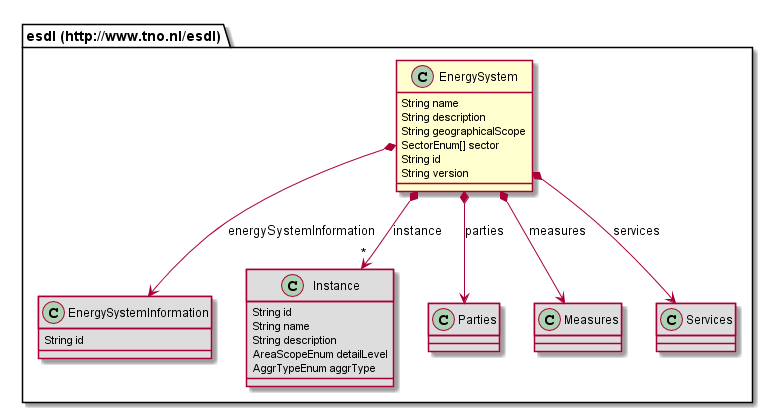 esdl (http://www.tno.nl/esdl)
C EnergySystem
String name
String description
String geographicalScope
SectorEnum[] sector
String id
String version
energySystemInformation
instance
parties
measures
services
*
C EnergySystemInformation
String id
C Instance
String id
String name
String description
AreaScopeEnum detailLevel
AggrTypeEnum aggrType
C Parties
C Measures
C Services